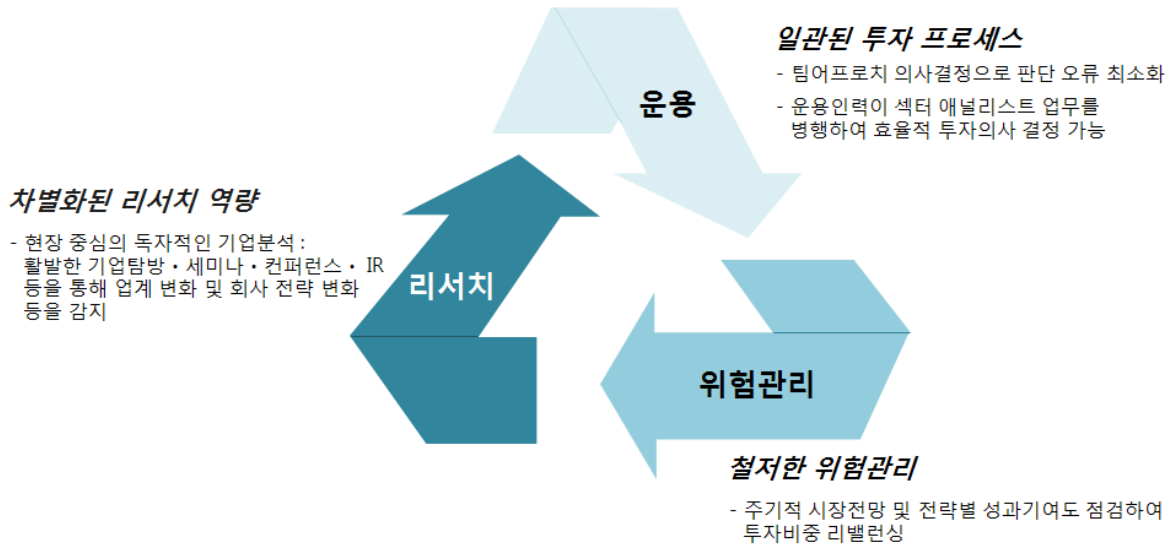 일관된 투자 프로세스
- 팀어프로치 의사결정으로 판단 오류 최소화
- 운용인력이 섹터 애널리스트 업무를
병행하여 효율적 투자의사 결정 가능
운용
차별화된 리서치 역량
- 현장 중심의 독자적인 기업분석 :
활발한 기업탐방 • 세미나 • 컨퍼런스 • IR
등을 통해 업계 변화 및 회사 전략 변화
등을 감지
리서치
위험관리
철저한 위험관리
- 주기적 시장전망 및 전략별 성과기여도 점검하여
투자비중 리밸런싱